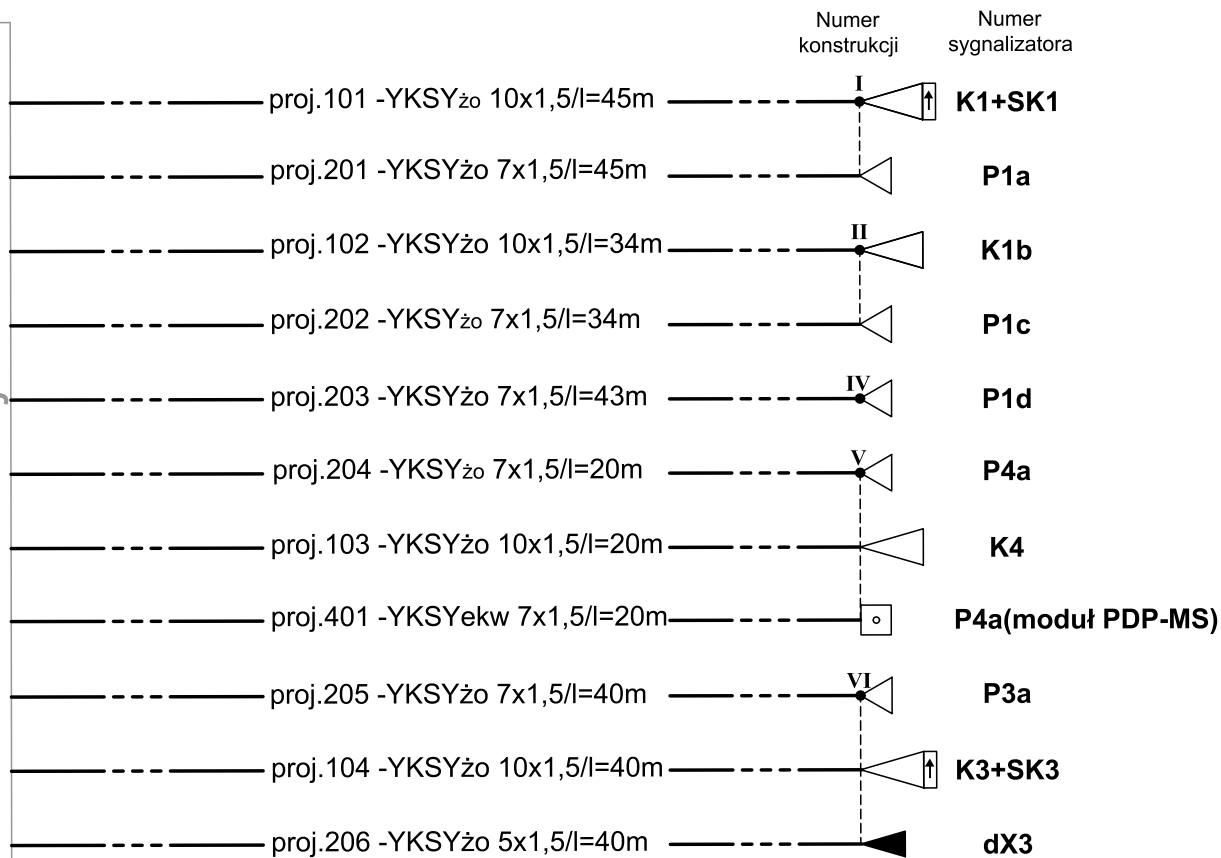 Numer
konstrukcji
Numer
sygnalizatora
proj.101 -YKSYżo 10x1,5/l=45m I K1+SK1
proj.201 -YKSYżo 7x1,5/l=45m P1a
proj.102 -YKSYżo 10x1,5/l=34m II K1b
proj.202 -YKSYżo 7x1,5/l=34m P1c
proj.203 -YKSYżo 7x1,5/l=43m IV P1d
proj.204 -YKSYżo 7x1,5/l=20m V P4a
proj.103 -YKSYżo 10x1,5/l=20m K4
proj.401 -YKSYekw 7x1,5/l=20m P4a(moduł PDP-MS)
proj.205 -YKSYżo 7x1,5/l=40m VI P3a
proj.104 -YKSYżo 10x1,5/l=40m K3+SK3
proj.206 -YKSYżo 5x1,5/l=40m dX3